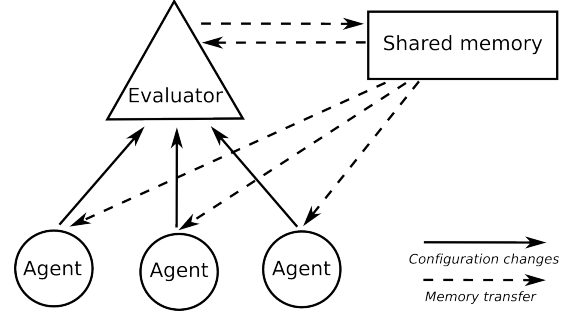 Shared memory
Evaluator
Agent
Agent
Agent
Configuration changes
Memory transfer